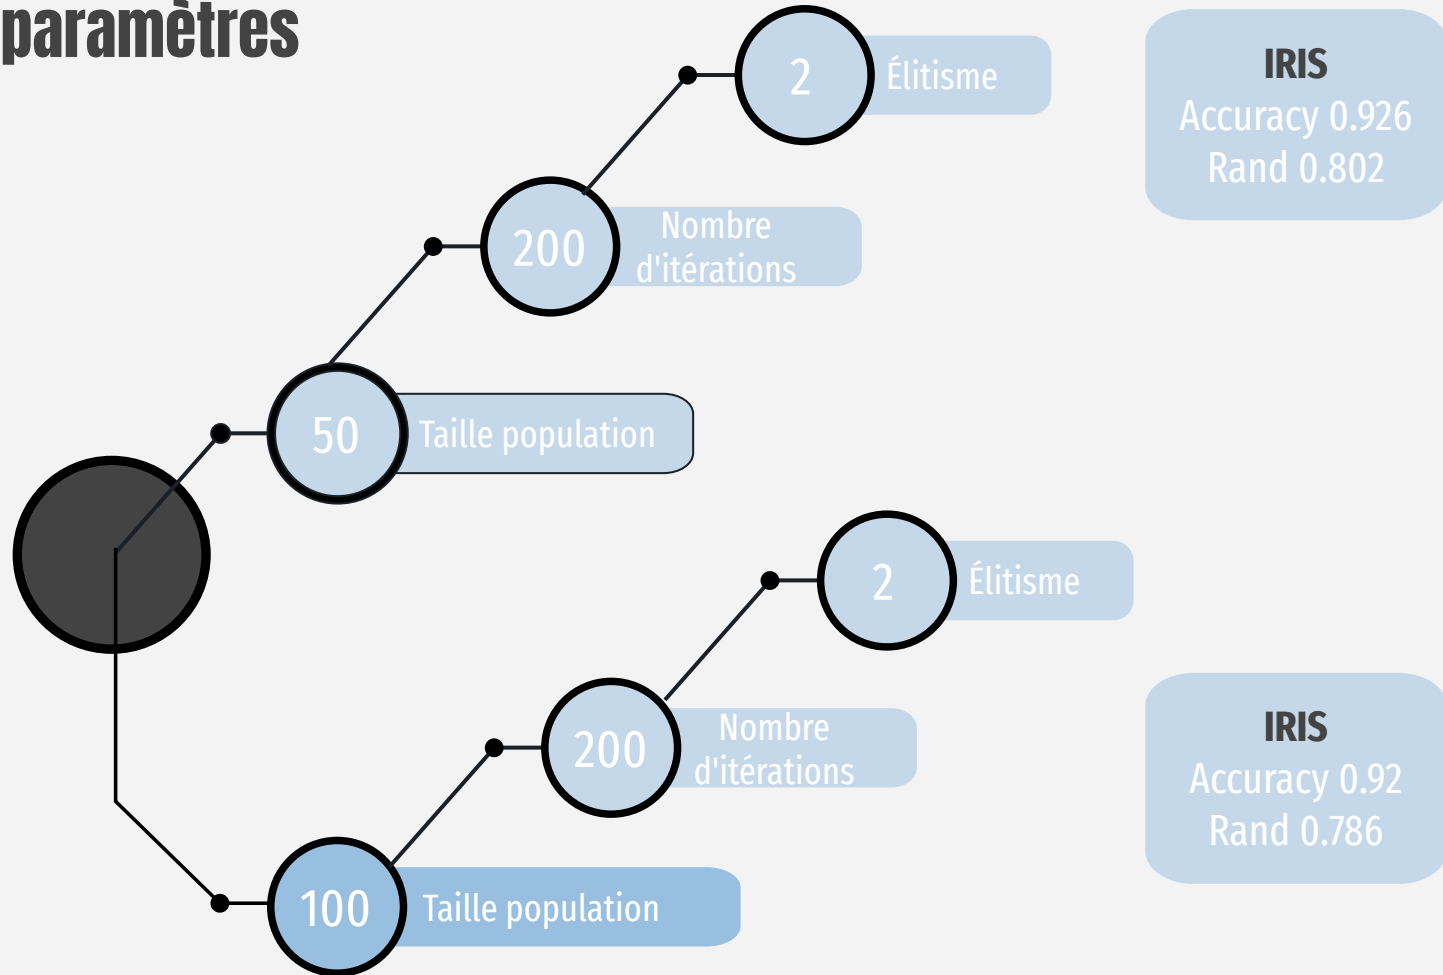 paramètres
2
Élitisme
IRIS
Accuracy 0.926
Rand 0.802
200
Nombre
d'itérations
50
Taille population
2
Élitisme
200
Nombre
d'itérations
IRIS
Accuracy 0.92
Rand 0.786
100
Taille population